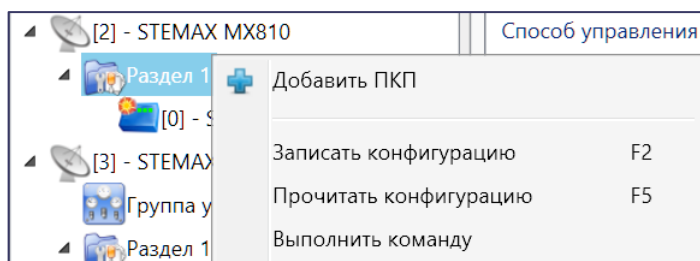 [2] - STEMAX MX810
Способ управления
Раздел 1
Добавить ПКП
[0] - S
[3] - STEMAX
Записать конфигурацию F2
Группа у
Прочитать конфигурацию F5
Раздел 1
Выполнить команду